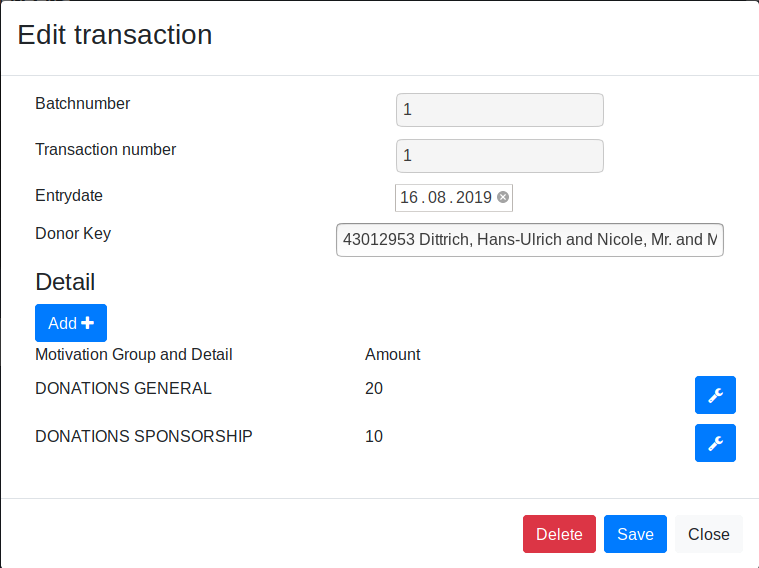 Edit transaction
Batchnumber 1
Transaction number 1
Entrydate 16.08.2019
Donor Key 43012953 Dittrich, Hans-Ulrich and Nicole, Mr. and M
Detail
Add
Motivation Group and Detail Amount
DONATIONS GENERAL 20
DONATIONS SPONSORSHIP 10
Delete Save Close